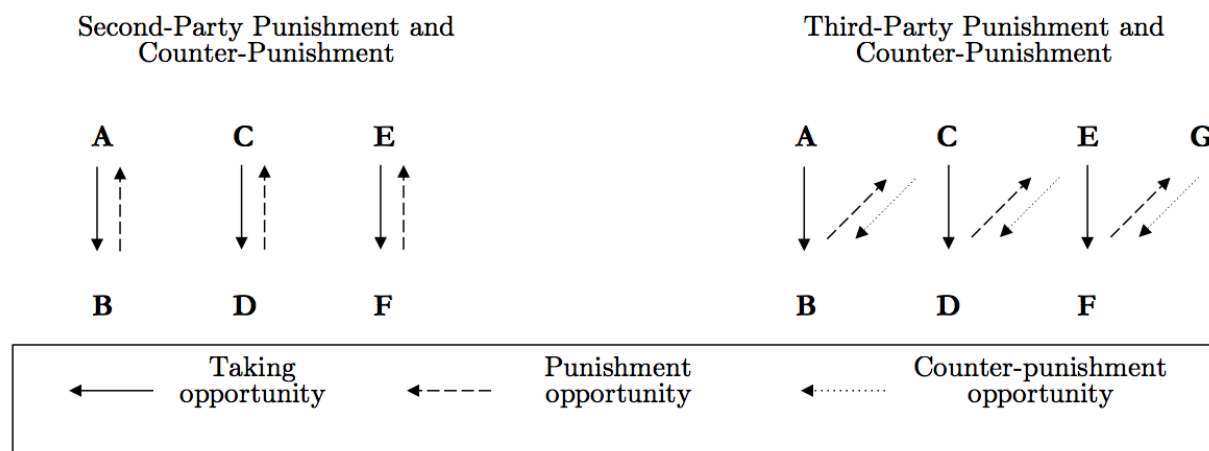 Second-Party Punishment and
Counter-Punishment
Third-Party Punishment and
Counter-Punishment
A C E
A C E G
B D F
B D F
Taking
opportunity
Punishment
opportunity
Counter-punishment
opportunity